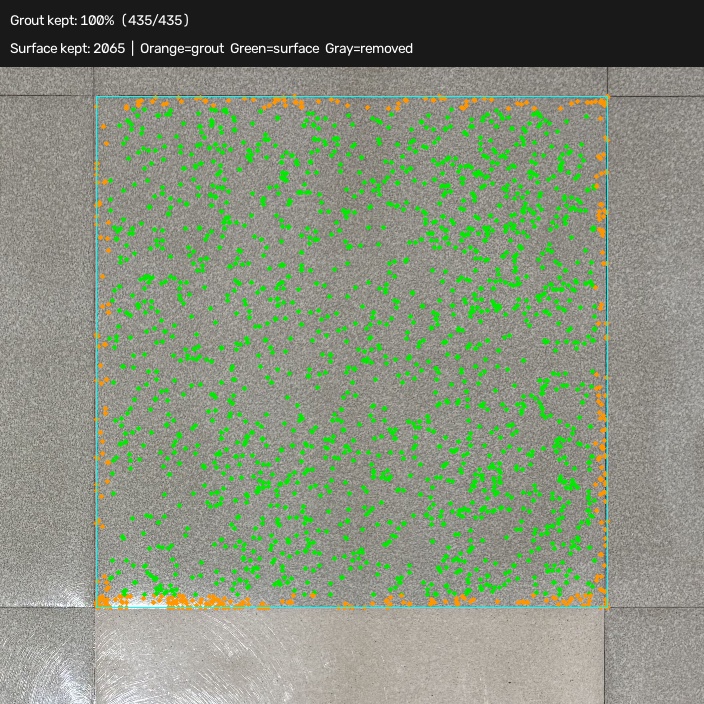 Grout kept: 100% (435/435)
Surface kept: 2065 | Orange=grout Green=surface Gray=removed